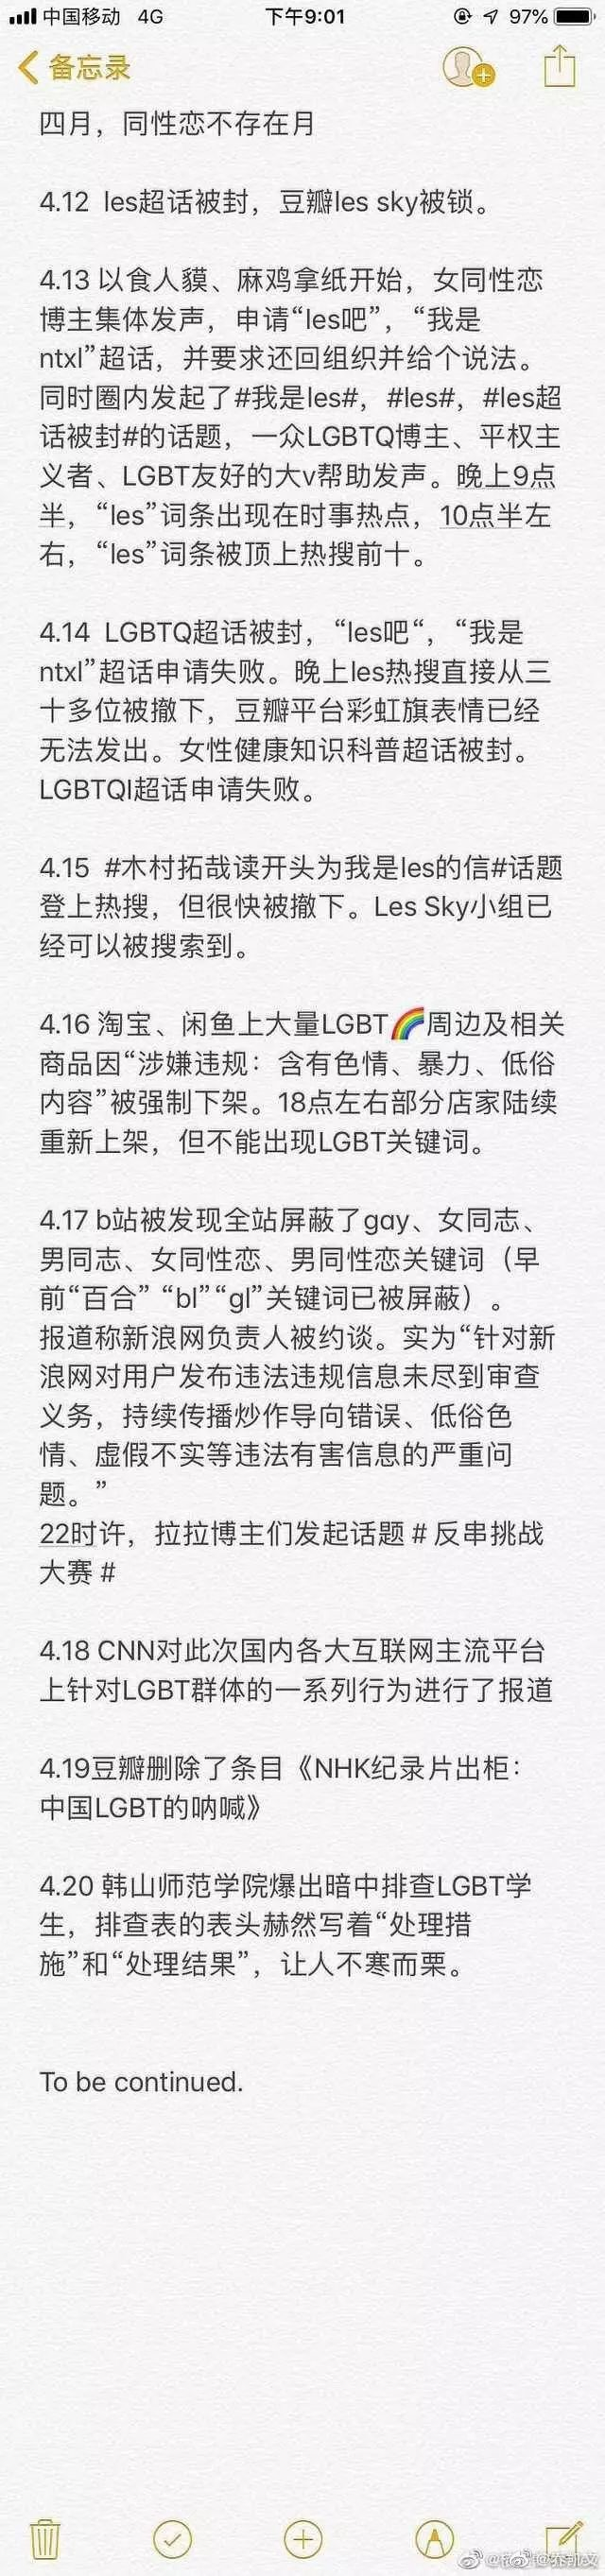 中国移动 4G 下午9:01 97%
备忘录
四月，同性恋不存在月
4.12 les超话被封，豆瓣les sky被锁。
4.13 以食人貘、麻鸡拿纸开始，女同性恋
博主集体发声，申请“les吧”，“我是
ntxl”超话，并要求还回组织并给个说法。
同时圈内发起了#我是les#，#les#，#les超
话被封#的话题，一众LGBTQ博主、平权主
义者、LGBT友好的大v帮助发声。晚上9点
半，“les”词条出现在时事热点，10点半左
右，“les”词条被顶上热搜前十。
4.14 LGBTQ超话被封，“les吧“，“我是
ntxl”超话申请失败。晚上les热搜直接从三
十多位被撤下，豆瓣平台彩虹旗表情已经
无法发出。女性健康知识科普超话被封。
LGBTQI超话申请失败。
4.15 #木村拓哉读开头为我是les的信#话题
登上热搜，但很快被撤下。Les Sky小组已
经可以被搜索到。
4.16 淘宝、闲鱼上大量LGBT🌈周边及相关
商品因“涉嫌违规：含有色情、暴力、低俗
内容”被强制下架。18点左右部分店家陆续
重新上架，但不能出现LGBT关键词。
4.17 b站被发现全站屏蔽了gay、女同志、
男同志、女同性恋、男同性恋关键词（早
前“百合” “bl”“gl”关键词已被屏蔽）。
报道称新浪网负责人被约谈。实为“针对新
浪网对用户发布违法违规信息未尽到审查
义务，持续传播炒作导向错误、低俗色
情、虚假不实等违法有害信息的严重问
题。”
22时许，拉拉博主们发起话题 # 反串挑战
大赛 #
4.18 CNN对此次国内各大互联网主流平台
上针对LGBT群体的一系列行为进行了报道
4.19豆瓣删除了条目《NHK纪录片出柜：
中国LGBT的呐喊》
4.20 韩山师范学院爆出暗中排查LGBT学
生，排查表的表头赫然写着“处理措
施”和“处理结果”，让人不寒而栗。
To be continued.